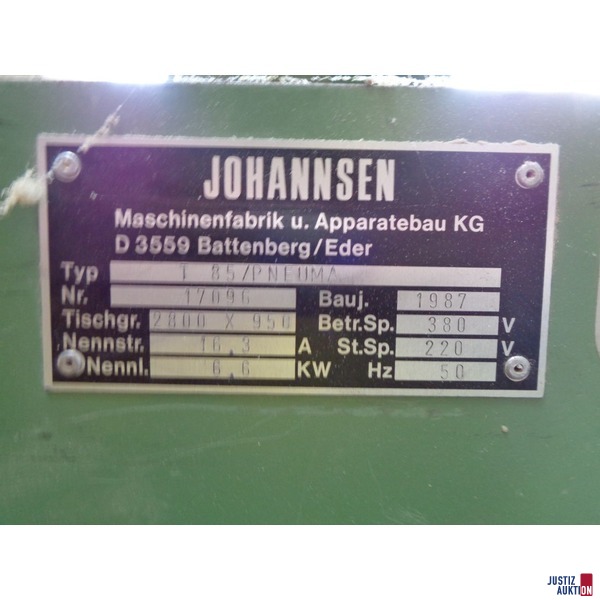 JOHANNSEN
Maschinenfabrik u. Apparatebau KG
D 3559 Battenberg/Eder
Typ T 85/PNEUMA
Nr. 17096 Bauj. 1987
Tischgr. 2800 X 950 Betr.Sp. 380 V
Nennstr. 16.3 A St.Sp. 220 V
Nennl. 6.6 KW Hz 50
JUSTIZ
AUKTION